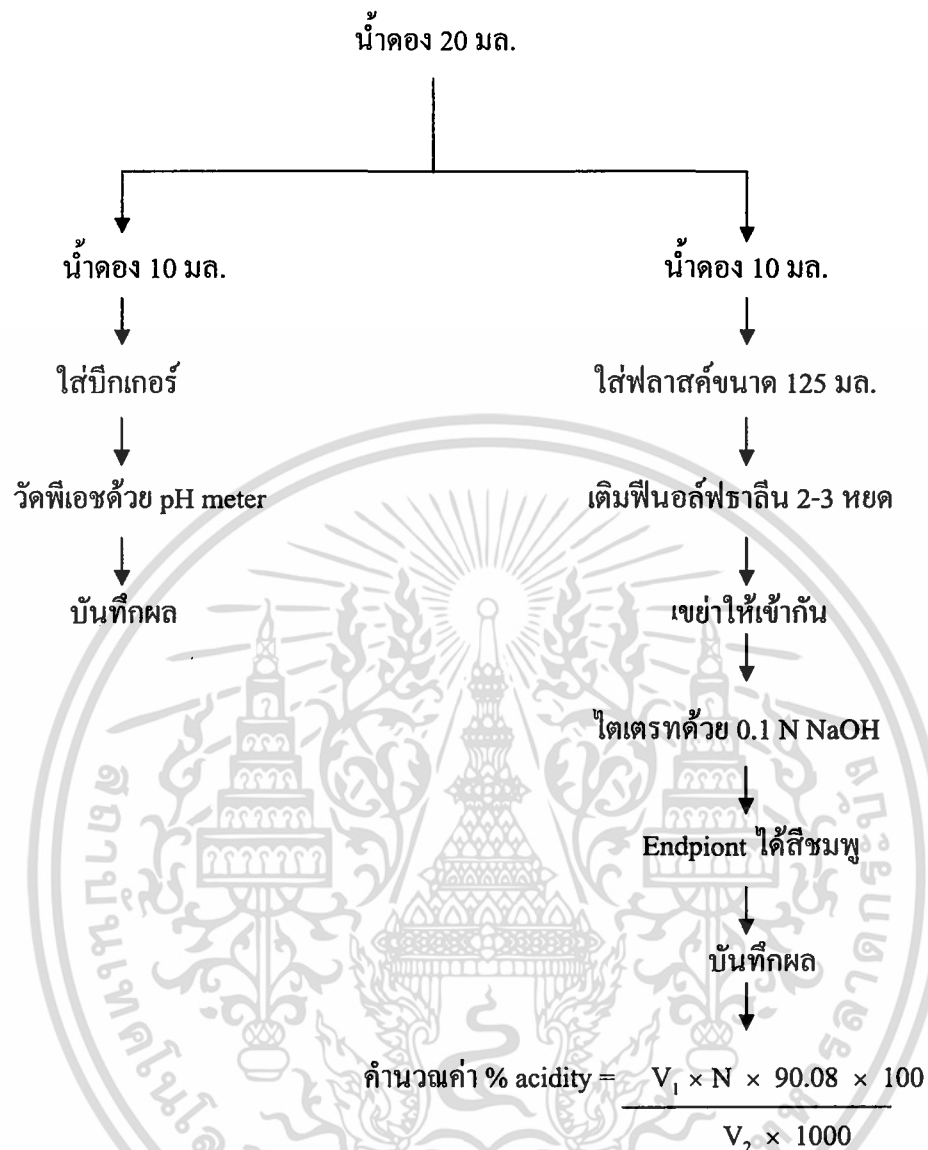 น้ำดอง 20 มล.
น้ำดอง 10 มล.
ใส่บีกเกอร์
วัดพีเอชด้วย pH meter
บันทึกผล
น้ำดอง 10 มล.
ใส่ฟลาสค์ขนาด 125 มล.
เติมฟีนอล์ฟธาลีน 2-3 หยด
เขย่าให้เข้ากัน
ไตเตรทด้วย 0.1 N NaOH
Endpiont ได้สีชมพู
บันทึกผล
คำนวณค่า % acidity = V₁ × N × 90.08 × 100
V₂ × 1000